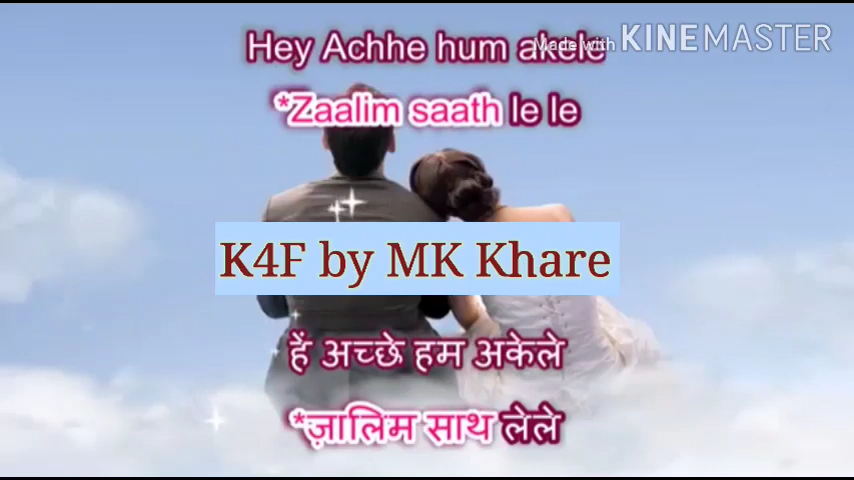 Hey Achhe hum akele
Made with KINEMASTER
*Zaalim saath le le
K4F by MK Khare
हें अच्छे हम अकेले
*ज़ालिम साथ लेले